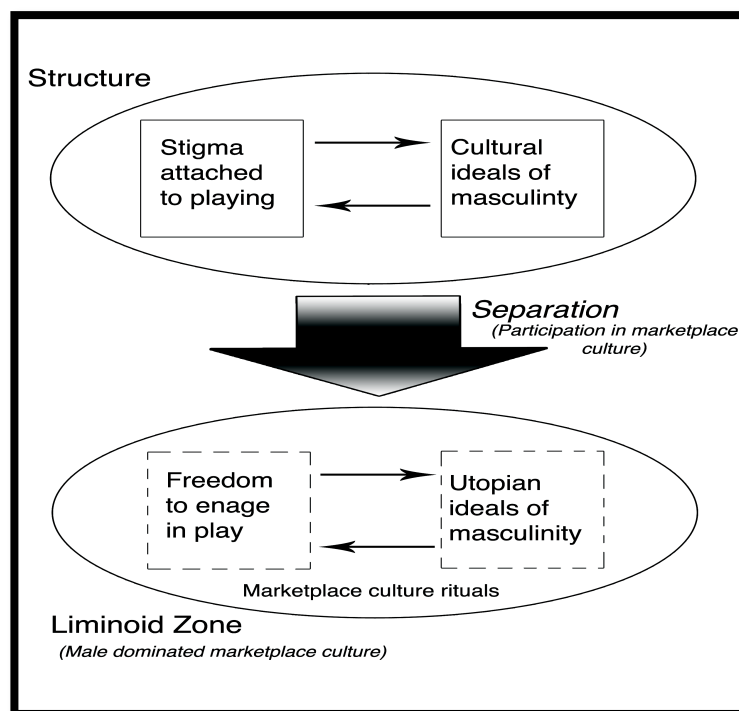 Structure
Stigma
attached
to playing
Cultural
ideals of
masculinty
Separation
(Participation in marketplace
culture)
Freedom
to enage
in play
Utopian
ideals of
masculinity
Marketplace culture rituals
Liminoid Zone
(Male dominated marketplace culture)